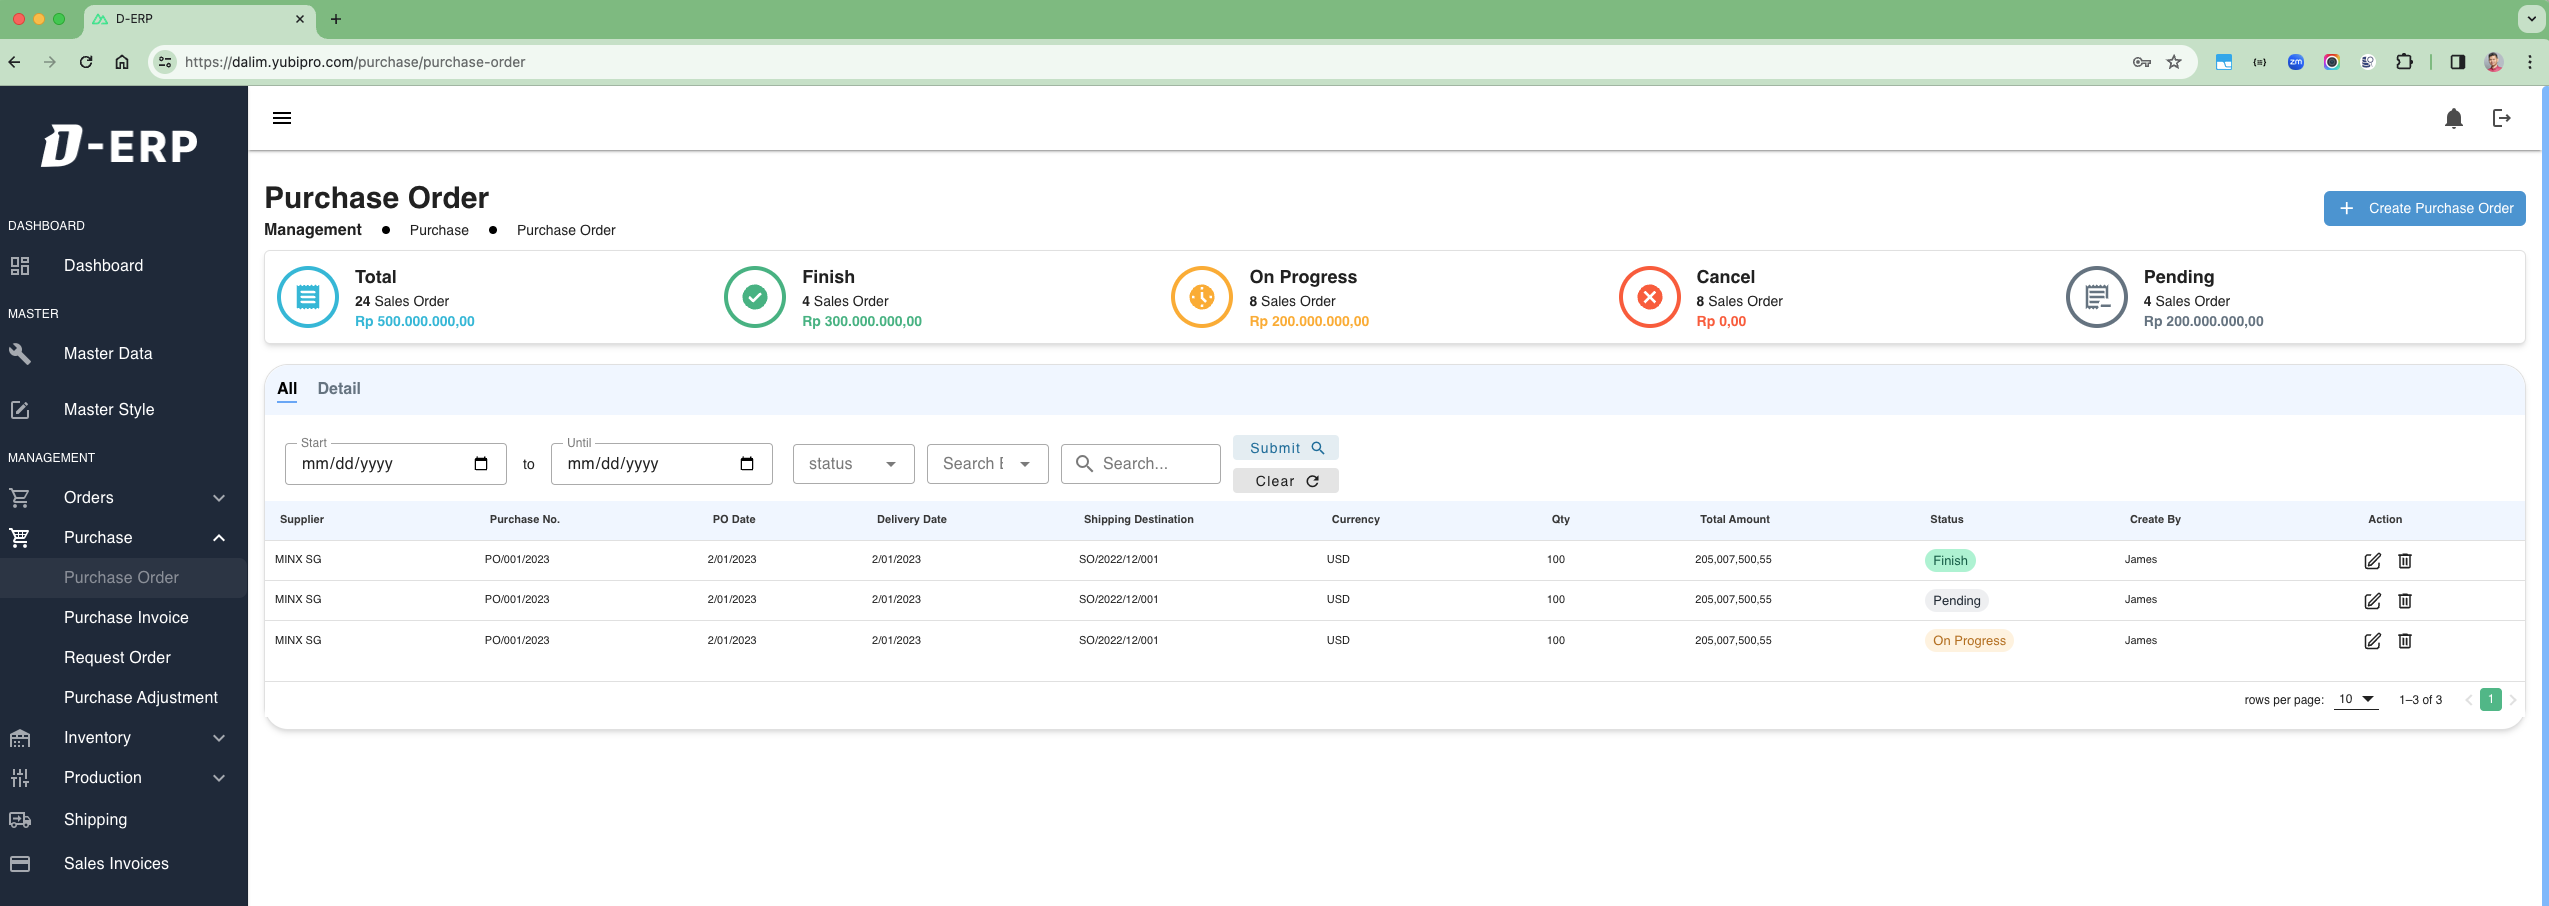 D-ERP
https://dalim.yubipro.com/purchase/purchase-order
zm
D-ERP
DASHBOARD
Dashboard
MASTER
Master Data
Master Style
MANAGEMENT
Orders
Purchase
Purchase Order
Purchase Invoice
Request Order
Purchase Adjustment
Inventory
Production
Shipping
Sales Invoices
Purchase Order
Management ● Purchase ● Purchase Order
Create Purchase Order
Total
24 Sales Order
Rp 500.000.000,00
Finish
4 Sales Order
Rp 300.000.000,00
On Progress
8 Sales Order
Rp 200.000.000,00
Cancel
8 Sales Order
Rp 0,00
Pending
4 Sales Order
Rp 200.000.000,00
All Detail
Start
mm/dd/yyyy
to
Until
mm/dd/yyyy
status
Search
Search...
Submit
Clear
Supplier Purchase No. PO Date Delivery Date Shipping Destination Currency Qty Total Amount Status Create By Action
MINX SG PO/001/2023 2/01/2023 2/01/2023 SO/2022/12/001 USD 100 205,007,500,55 Finish James
MINX SG PO/001/2023 2/01/2023 2/01/2023 SO/2022/12/001 USD 100 205,007,500,55 Pending James
MINX SG PO/001/2023 2/01/2023 2/01/2023 SO/2022/12/001 USD 100 205,007,500,55 On Progress James
rows per page: 10 1–3 of 3 1